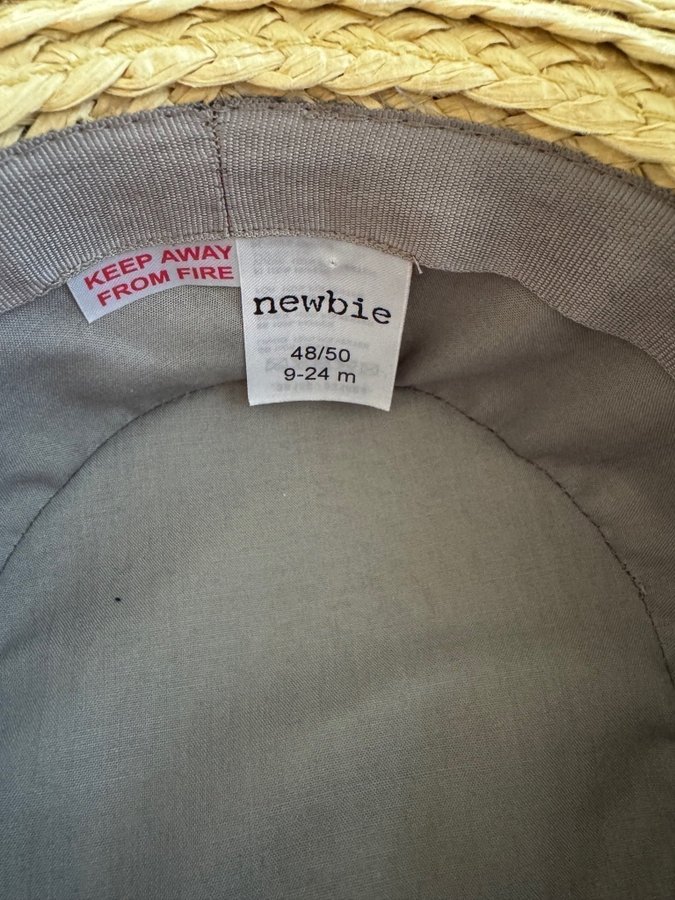 KEEP AWAY
FROM FIRE
newbie
48/50
9-24 m